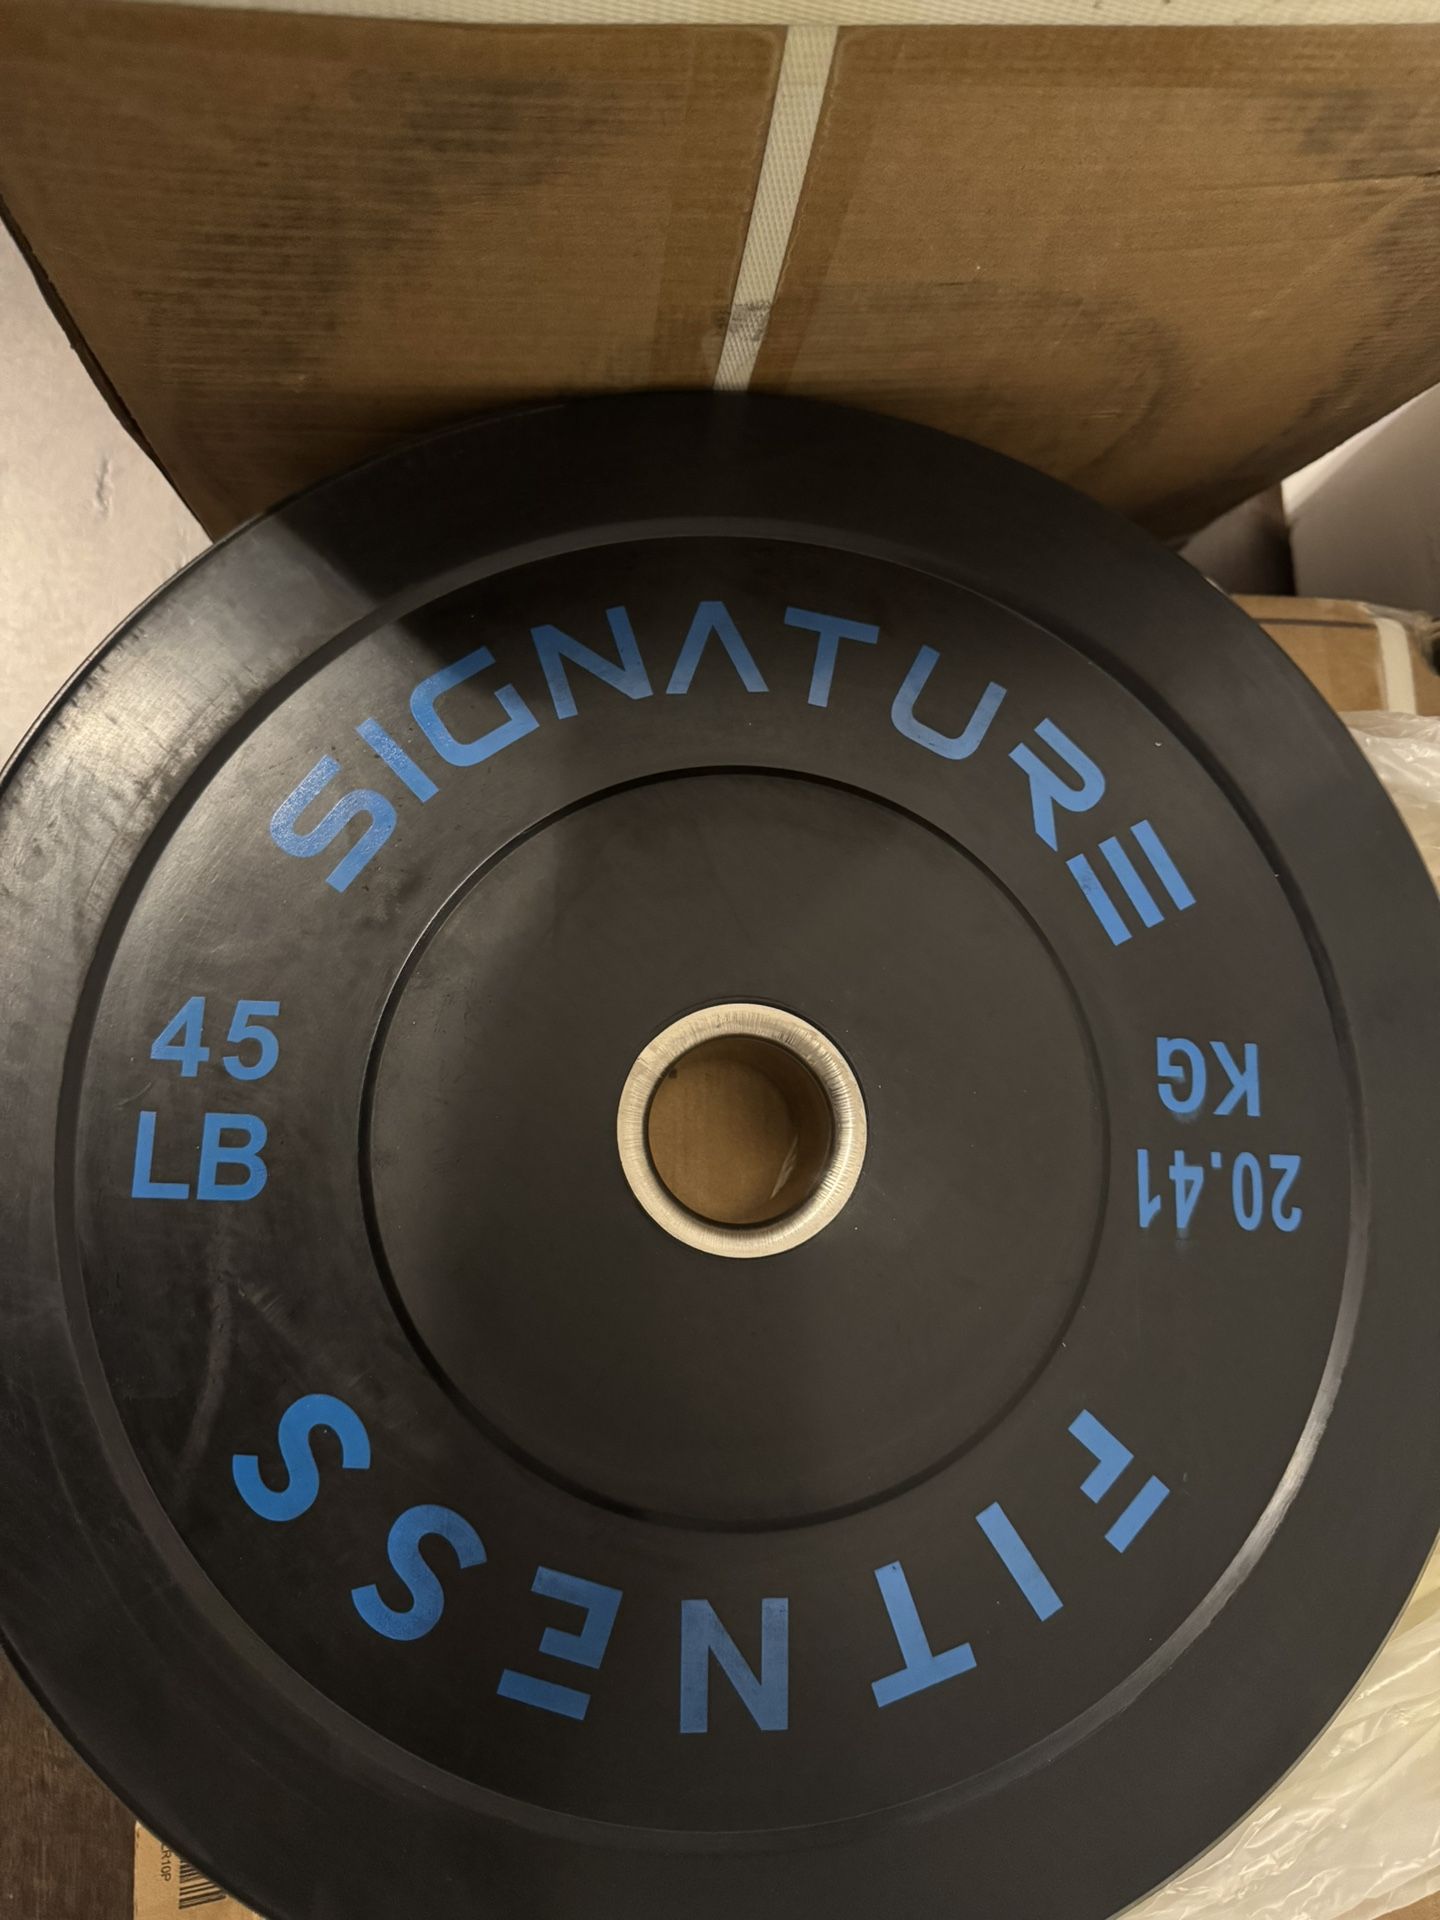 SIGNATURE
45
LB
20.41
KG
FITNESS